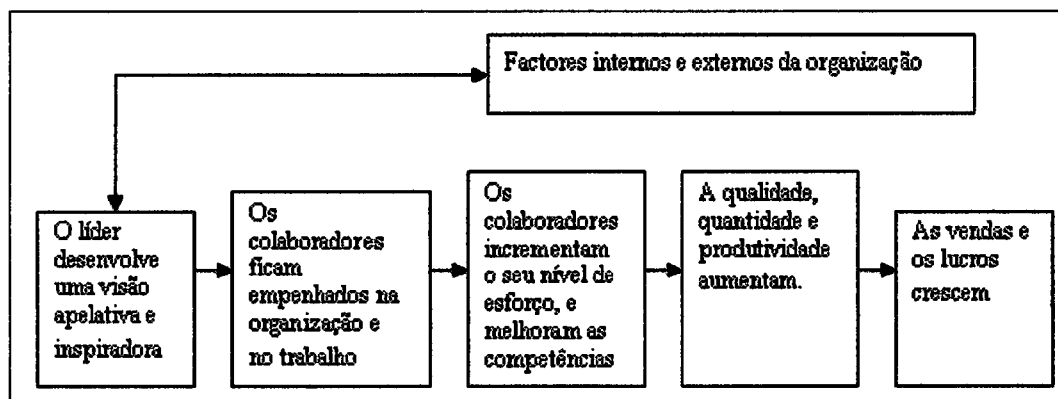 Factores internos e externos da organização
O líder
desenvolve
uma visão
apelativa e
inspiradora
Os
colaboradores
ficam
empenhados na
organização e
no trabalho
Os
colaboradores
incrementam
o seu nível de
esforço, e
melhoram as
competências
A qualidade,
quantidade e
produtividade
aumentam.
As vendas e
os lucros
crescem